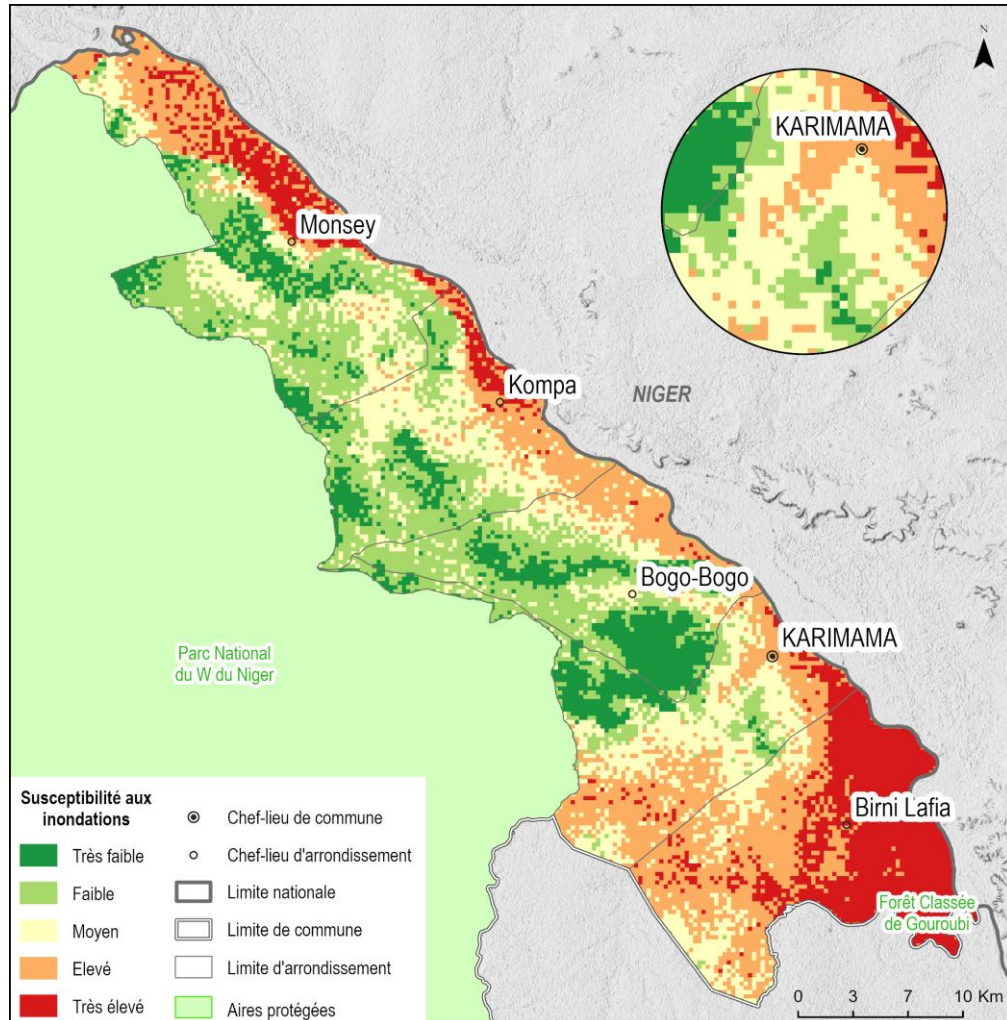 N
KARIMAMA
Monsey
Kompa
NIGER
Bogo-Bogo
KARIMAMA
Parc National
du W du Niger
Birni Lafia
Forêt Classée
de Gouroubi
Susceptibilité aux
inondations
Très faible
Faible
Moyen
Elevé
Très élevé
Chef-lieu de commune
Chef-lieu d'arrondissement
Limite nationale
Limite de commune
Limite d'arrondissement
Aires protégées
0 3 7 10 Km